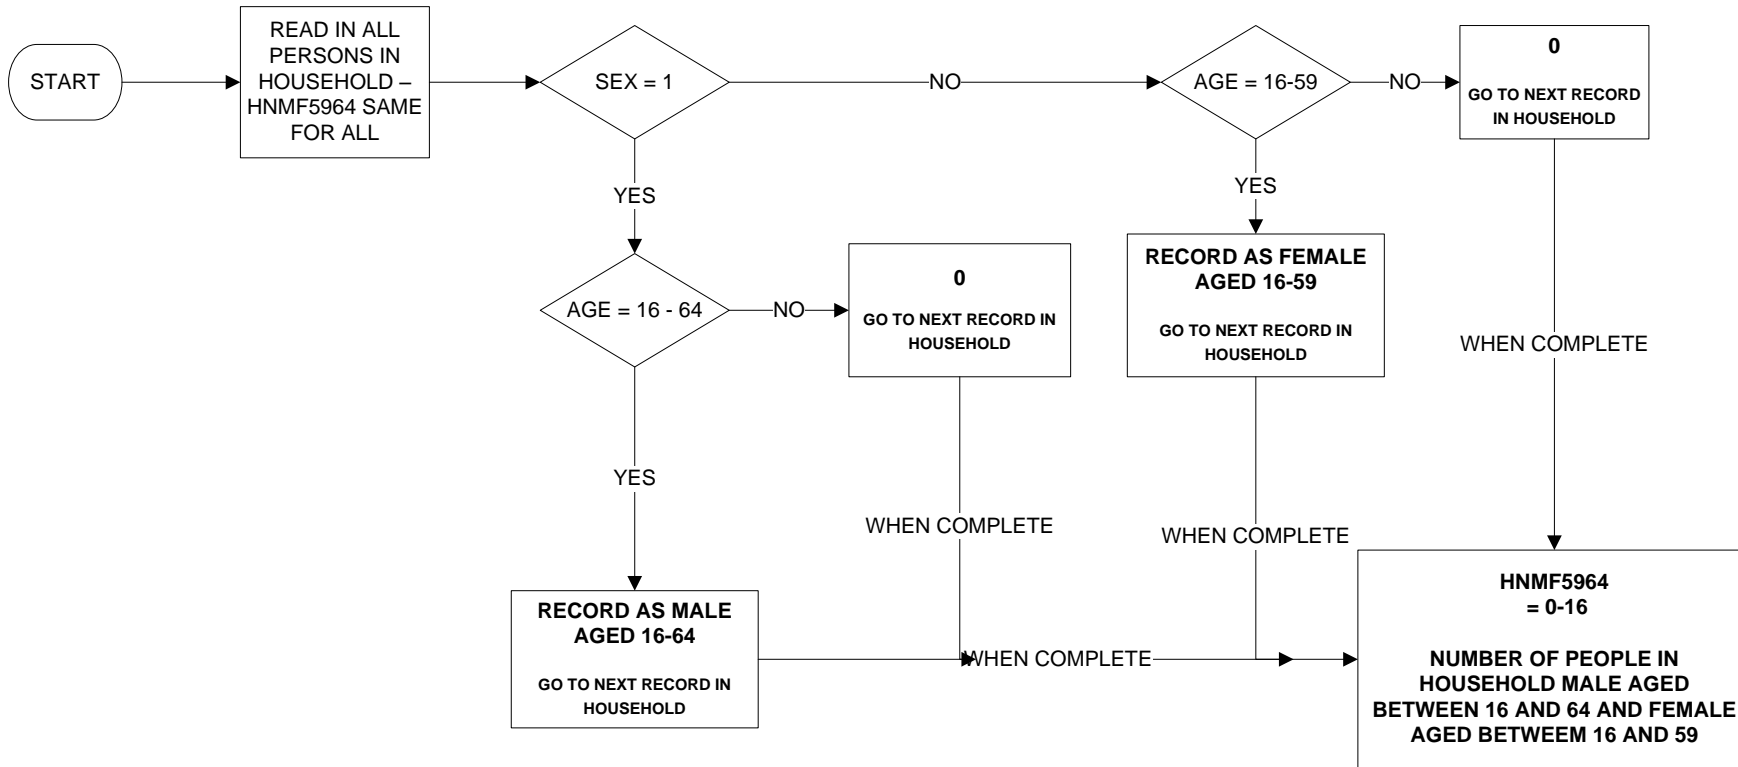 START
READ IN ALL
PERSONS IN
HOUSEHOLD –
HNMF5964 SAME
FOR ALL
SEX = 1
NO
AGE = 16-59
NO
0
GO TO NEXT RECORD
IN HOUSEHOLD
YES
YES
AGE = 16 - 64
NO
0
GO TO NEXT RECORD IN
HOUSEHOLD
RECORD AS FEMALE
AGED 16-59
GO TO NEXT RECORD IN
HOUSEHOLD
WHEN COMPLETE
YES
WHEN COMPLETE
WHEN COMPLETE
RECORD AS MALE
AGED 16-64
GO TO NEXT RECORD IN
HOUSEHOLD
WHEN COMPLETE
HNMF5964
= 0-16
NUMBER OF PEOPLE IN
HOUSEHOLD MALE AGED
BETWEEN 16 AND 64 AND FEMALE
AGED BETWEEM 16 AND 59